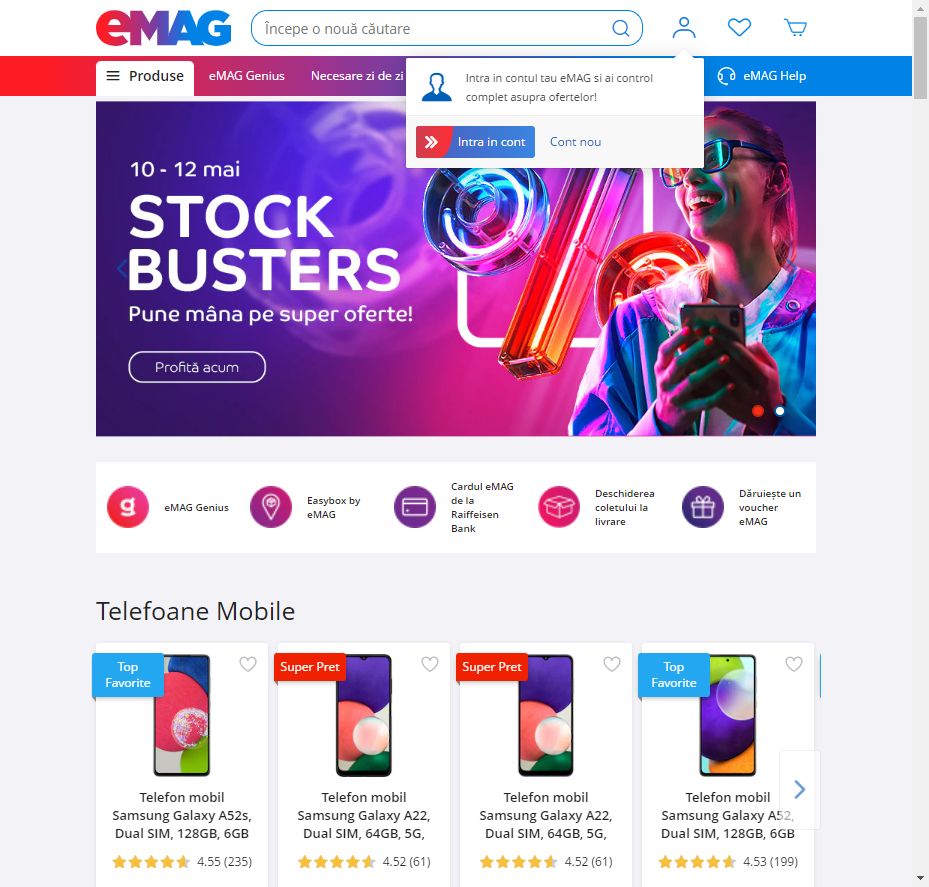 eMAG
Începe o nouă căutare
Produse
eMAG Genius
Necesare zi de zi
eMAG Help
Intra in contul tau eMAG si ai control
complet asupra ofertelor!
Intra in cont
Cont nou
10 - 12 mai
STOCK
BUSTERS
Pune mâna pe super oferte!
Profită acum
eMAG Genius
Easybox by
eMAG
Cardul eMAG
de la
Raiffeisen
Bank
Deschiderea
coletului la
livrare
Dăruiește un
voucher
eMAG
Telefoane Mobile
Top
Favorite
Telefon mobil
Samsung Galaxy A52s,
Dual SIM, 128GB, 6GB
4.55 (235)
Super Pret
Telefon mobil
Samsung Galaxy A22,
Dual SIM, 64GB, 5G,
4.52 (61)
Super Pret
Telefon mobil
Samsung Galaxy A22,
Dual SIM, 64GB, 5G,
4.52 (61)
Top
Favorite
Telefon mobil
Samsung Galaxy A52,
Dual SIM, 128GB, 6GB
4.53 (199)